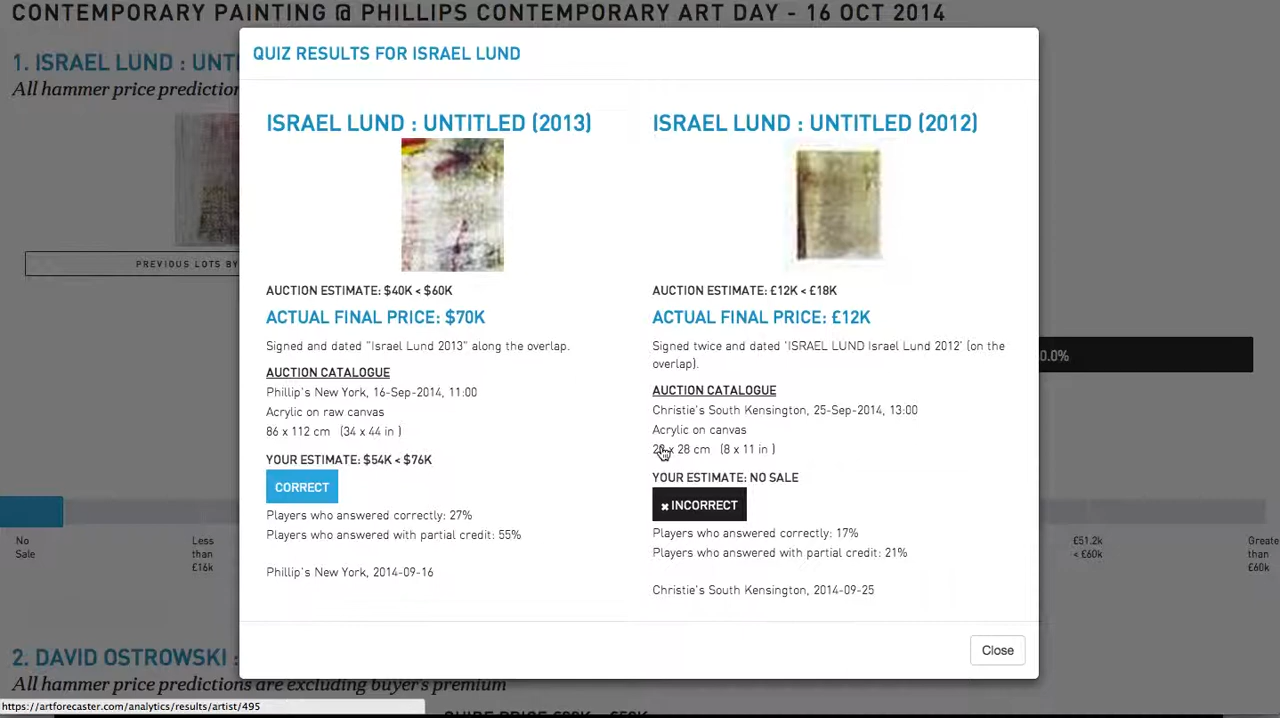 CONTEMPORARY PAINTING @ PHILLIPS CONTEMPORARY ART DAY - 16 OCT 2014
1. ISRAEL LUND : UNTI
All hammer price prediction
PREVIOUS LOTS BY
QUIZ RESULTS FOR ISRAEL LUND
ISRAEL LUND : UNTITLED (2013)
AUCTION ESTIMATE: $40K < $60K
ACTUAL FINAL PRICE: $70K
Signed and dated "Israel Lund 2013" along the overlap.
AUCTION CATALOGUE
Phillip's New York, 16-Sep-2014, 11:00
Acrylic on raw canvas
86 x 112 cm (34 x 44 in )
YOUR ESTIMATE: $54K < $76K
CORRECT
Players who answered correctly: 27%
Players who answered with partial credit: 55%
Phillip's New York, 2014-09-16
ISRAEL LUND : UNTITLED (2012)
AUCTION ESTIMATE: £12K < £18K
ACTUAL FINAL PRICE: £12K
Signed twice and dated 'ISRAEL LUND Israel Lund 2012' (on the
overlap).
AUCTION CATALOGUE
Christie's South Kensington, 25-Sep-2014, 13:00
Acrylic on canvas
x 28 cm (8 x 11 in )
YOUR ESTIMATE: NO SALE
✖ INCORRECT
Players who answered correctly: 17%
Players who answered with partial credit: 21%
Christie's South Kensington, 2014-09-25
Close
0.0%
No
Sale
Less
than
£16k
£51.2k
< £60k
Greate
than
£60k
2. DAVID OSTROWSKI :
All hammer price predictions are excluding buyer's premium
https://artforecaster.com/analytics/results/artist/495